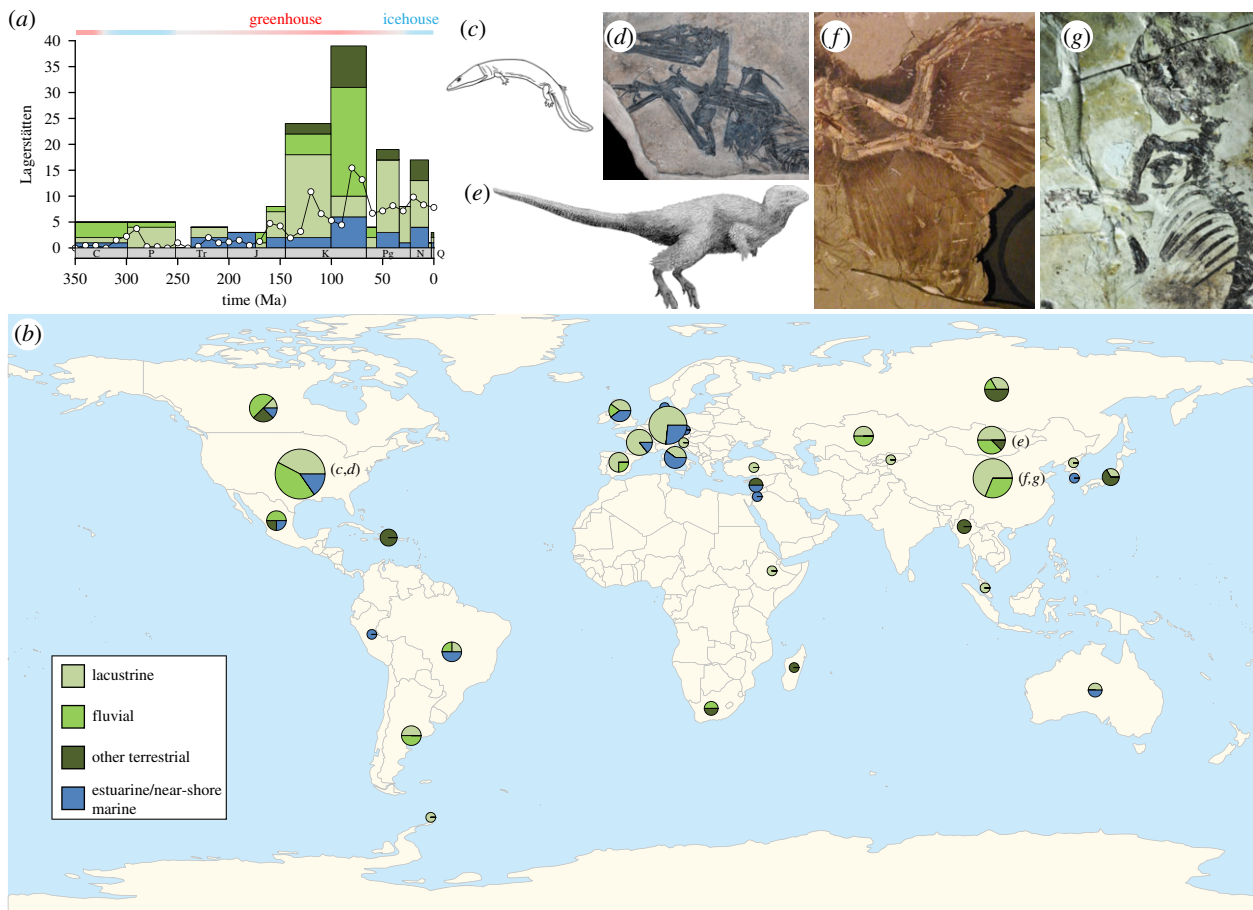 (a)
greenhouse
icehouse
40
35
30
25
20
15
10
5
0
Lagerstätten
C
P
Tr
J
K
Pg
N
Q
350
300
250
200
150
100
50
0
time (Ma)
(c)
(d)
(e)
(f)
(g)
(b)
(c,d)
(e)
(f,g)
lacustrine
fluvial
other terrestrial
estuarine/near-shore
marine